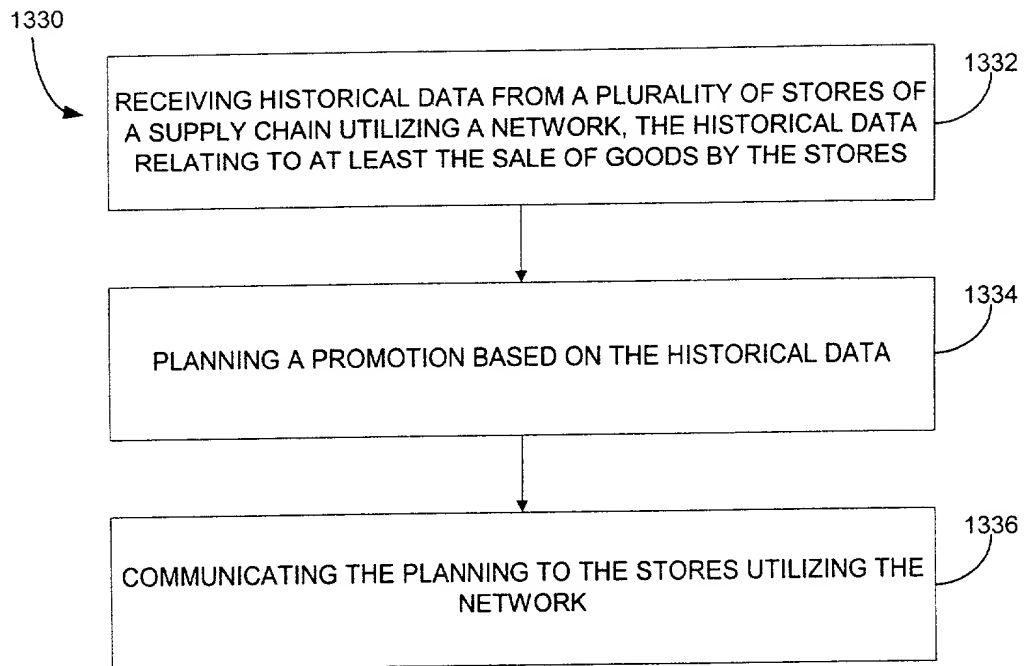 1330
1332
RECEIVING HISTORICAL DATA FROM A PLURALITY OF STORES OF
A SUPPLY CHAIN UTILIZING A NETWORK, THE HISTORICAL DATA
RELATING TO AT LEAST THE SALE OF GOODS BY THE STORES
1334
PLANNING A PROMOTION BASED ON THE HISTORICAL DATA
1336
COMMUNICATING THE PLANNING TO THE STORES UTILIZING THE
NETWORK